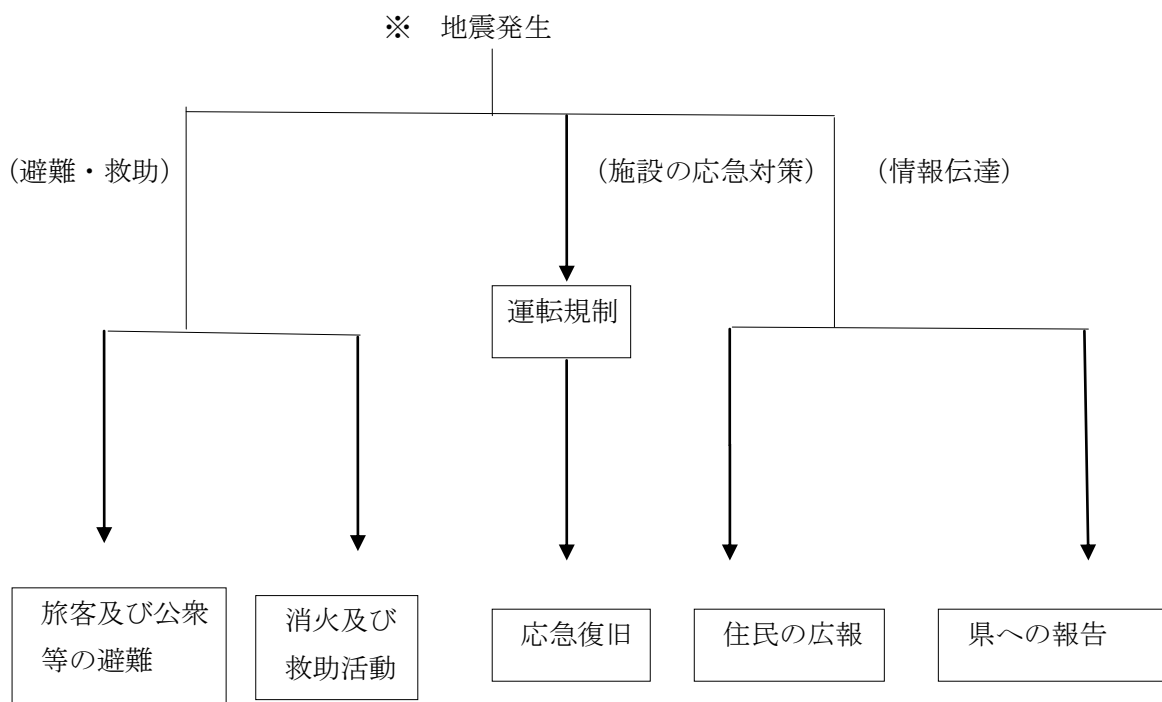 ※　地震発生
(避難・救助)
(施設の応急対策)
(情報伝達)
運転規制
旅客及び公衆
等の避難
消火及び
救助活動
応急復旧
住民の広報
県への報告